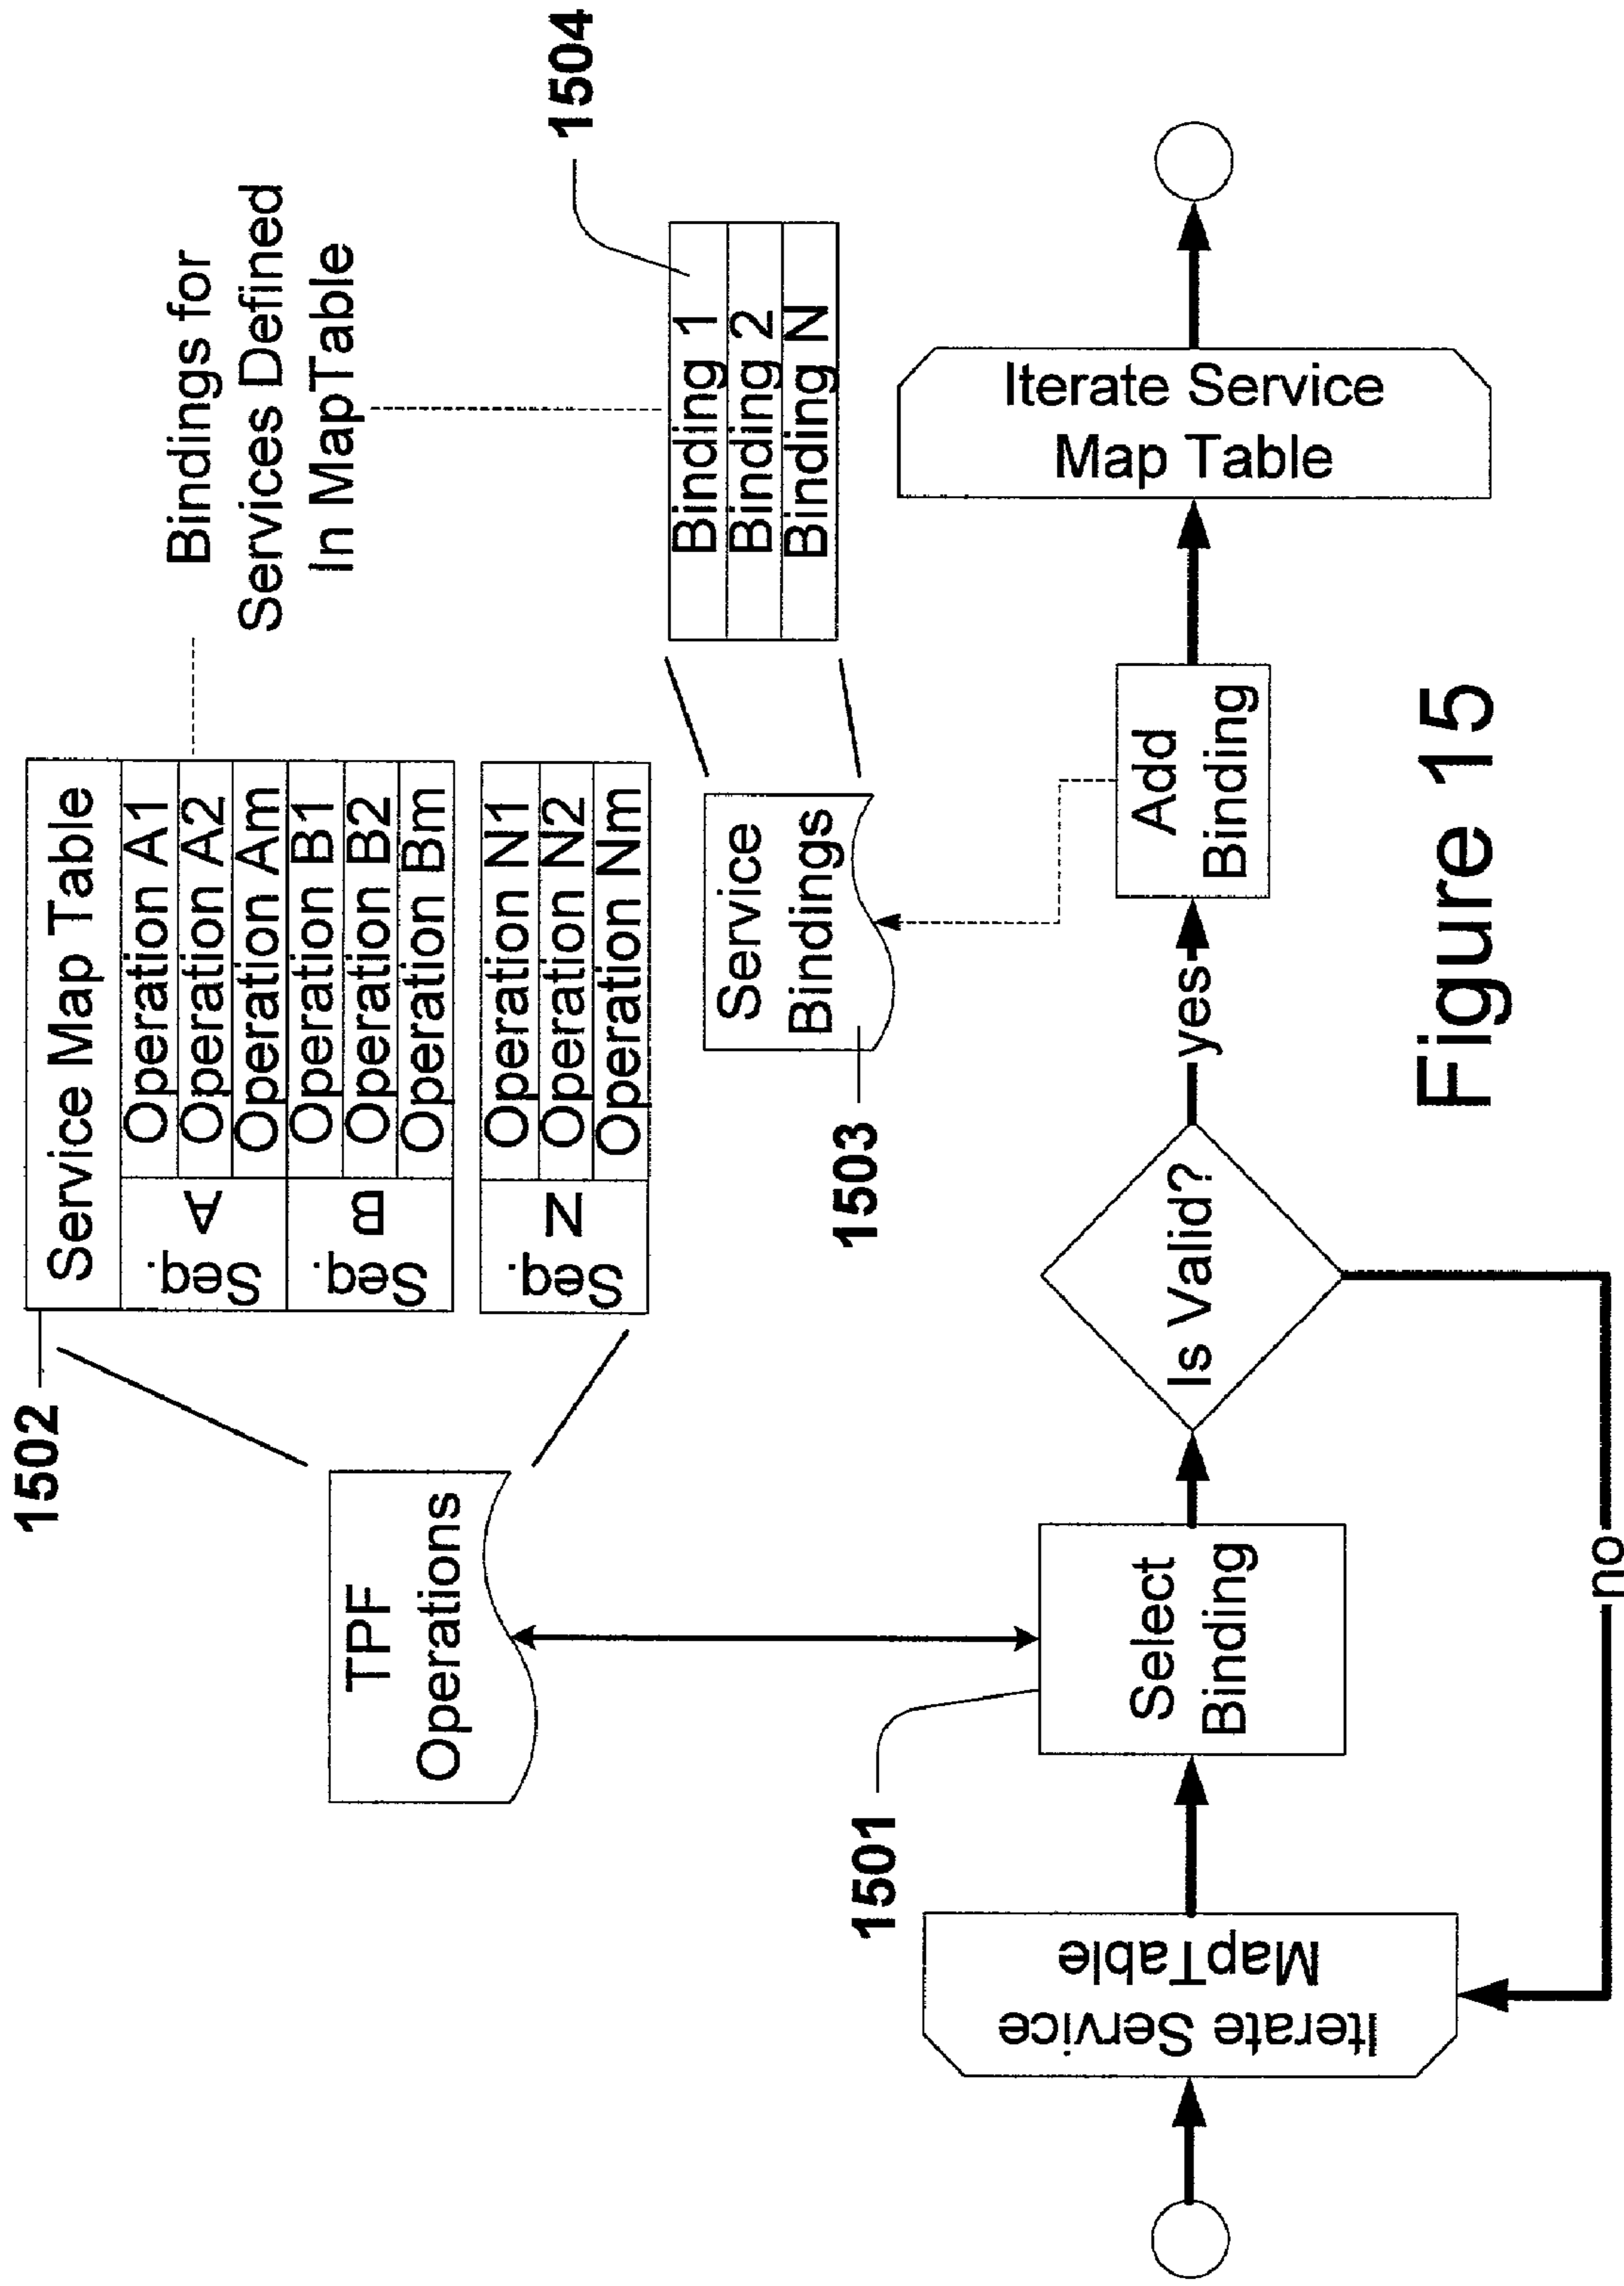 1502
Service Map Table
Seq. A
Operation A1
Operation A2
Operation Am
Seq. B
Operation B1
Operation B2
Operation Bm
Seq. N
Operation N1
Operation N2
Operation Nm
Bindings for
Services Defined
In MapTable
TPF
Operations
1504
Binding 1
Binding 2
Binding N
Service
Bindings
1503
1501
Iterate Service
MapTable
Select
Binding
Is Valid?
yes
no
Add
Binding
Iterate Service
Map Table
Figure 15